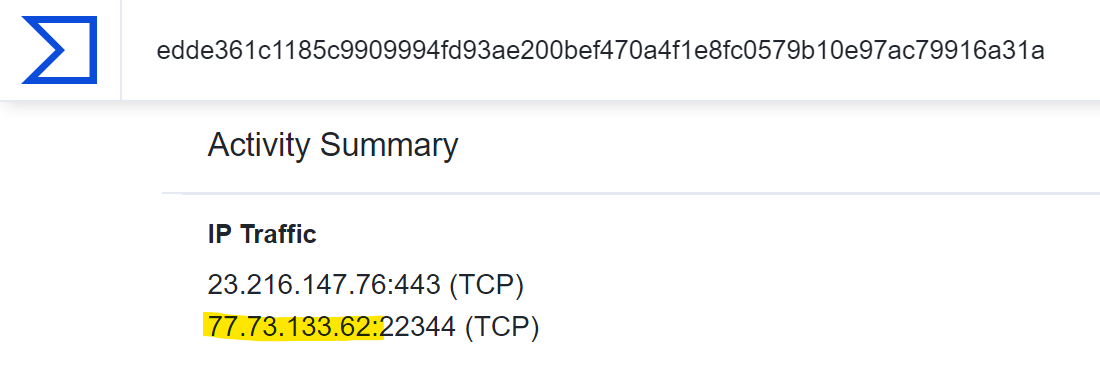 edde361c1185c9909994fd93ae200bef470a4f1e8fc0579b10e97ac79916a31a
Activity Summary
IP Traffic
23.216.147.76:443 (TCP)
77.73.133.62:22344 (TCP)